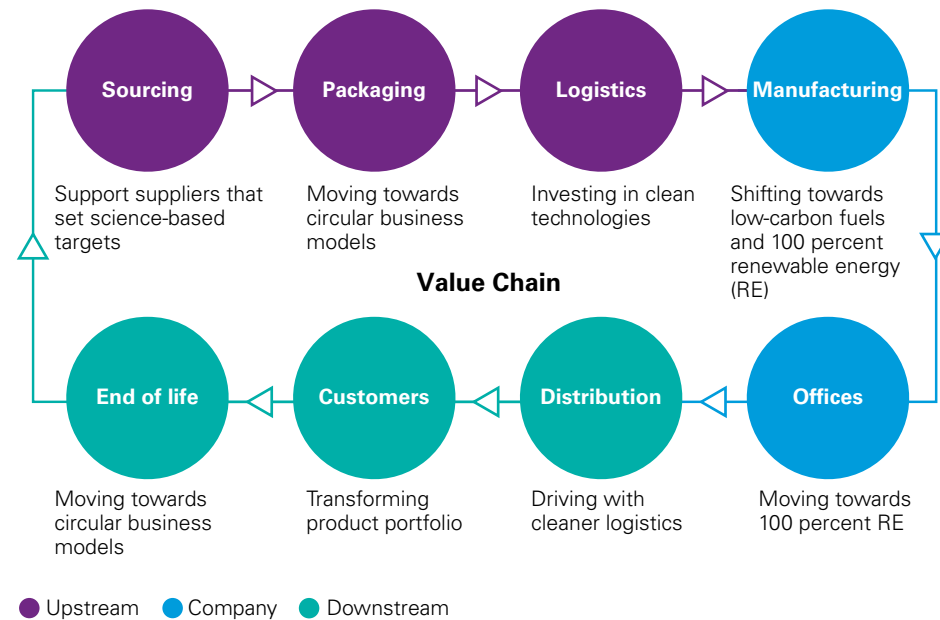 Sourcing
Packaging
Logistics
Manufacturing
Support suppliers that
set science-based
targets
Moving towards
circular business
models
Investing in clean
technologies
Shifting towards
low-carbon fuels
and 100 percent
renewable energy
(RE)
Value Chain
End of life
Customers
Distribution
Offices
Moving towards
circular business
models
Transforming
product portfolio
Driving with
cleaner logistics
Moving towards
100 percent RE
Upstream
Company
Downstream